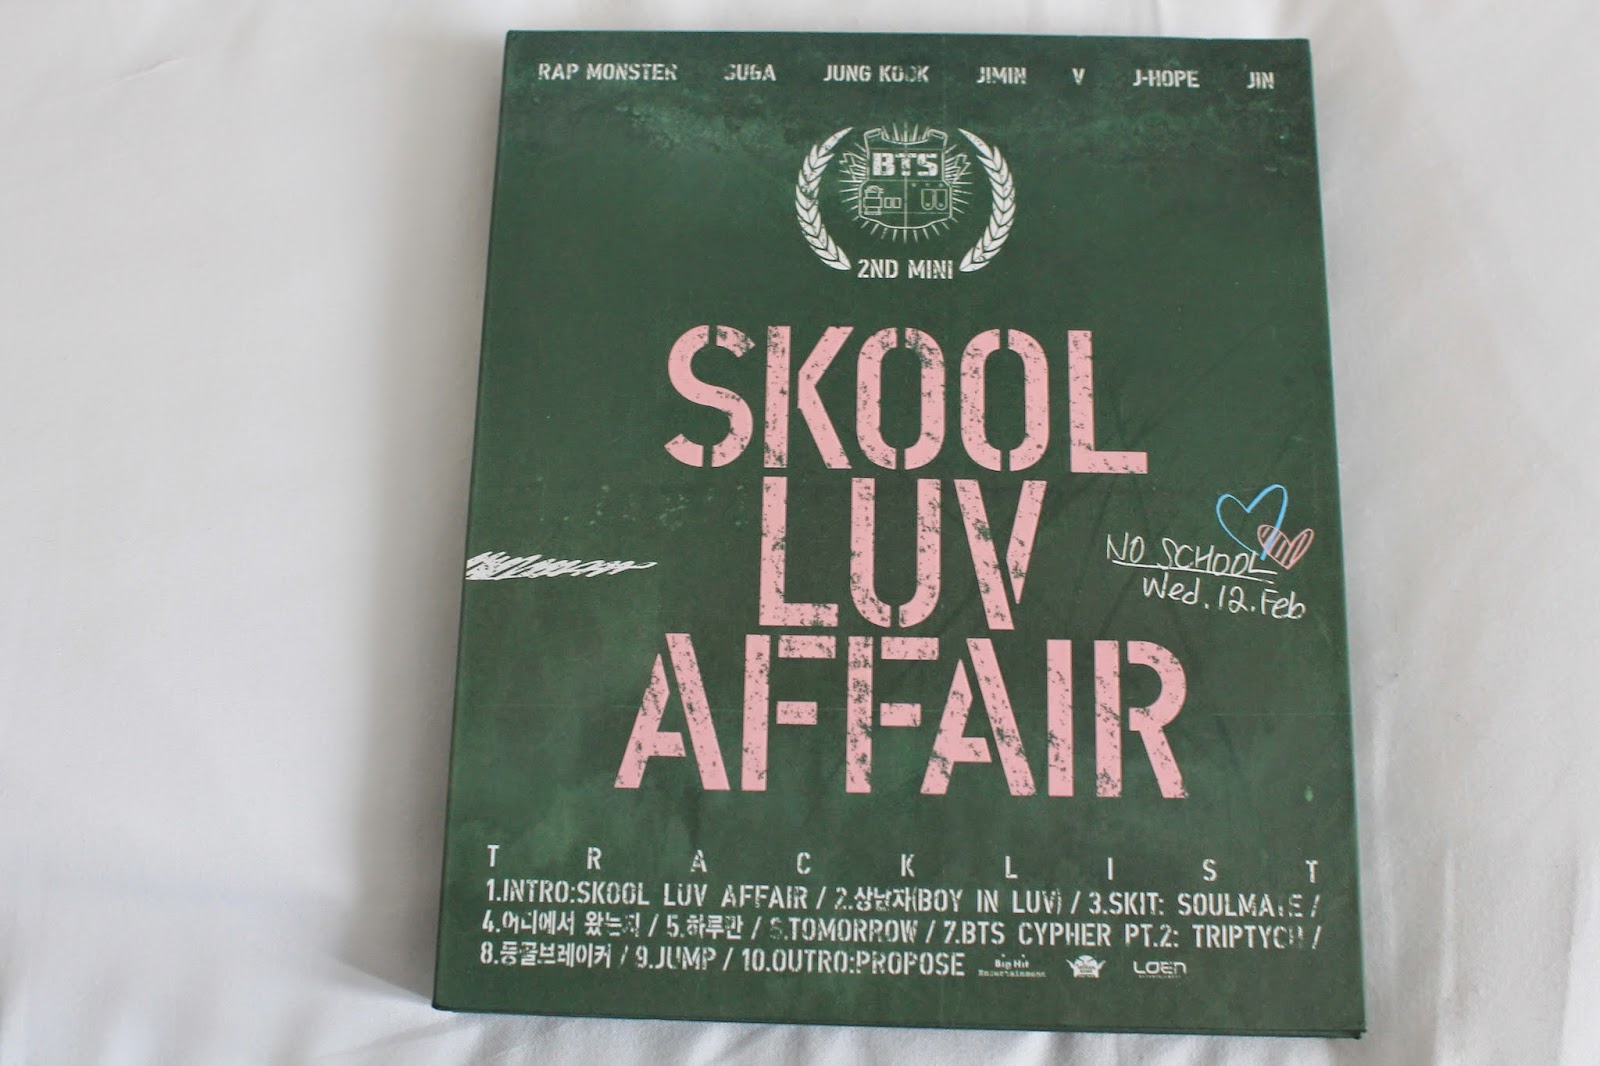 RAP MONSTER SUGA JUNG KOOK JIMIN V J-HOPE JIN
BTS
2ND MINI
SKOOL
LUV
AFFAIR
NO SCHOOL
Wed. 12. Feb
TRACKLIST
1.INTRO:SKOOL LUV AFFAIR / 2.상남자(BOY IN LUV) / 3.SKIT: SOULMATE /
4.어디에서 왔는지 / 5.하루만 / 6.TOMORROW / 7.BTS CYPHER PT.2: TRIPTYCH /
8.등골브레이커 / 9.JUMP / 10.OUTRO:PROPOSE Big Hit Entertainment LOEN